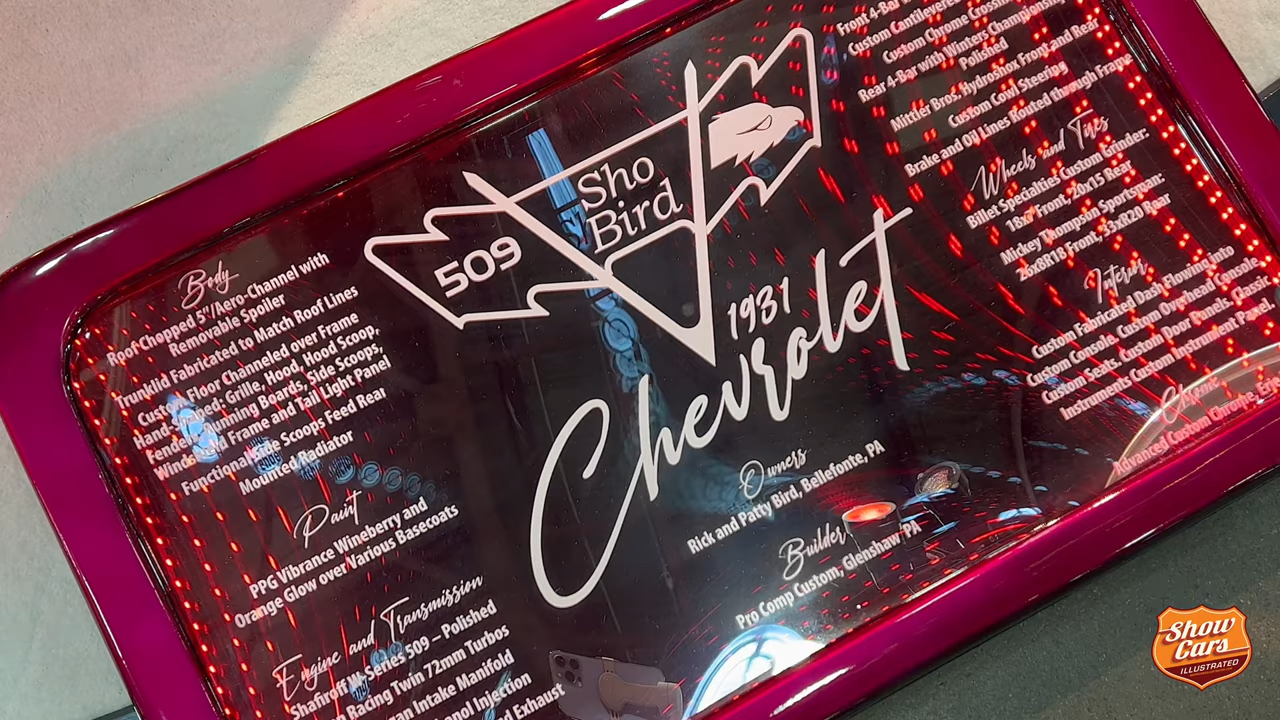 509
Sho
Bird
1931
Chevrolet
Owners
Rick and Patty Bird, Bellefonte, PA
Builder
Pro Comp Custom, Glenshaw PA
Body
Roof Chopped 5"/Aero-Channel with
Removable Spoiler
Trunklid Fabricated to Match Roof Lines
Custom Floor Channeled over Frame
Hand Shaped: Grille, Hood, Hood Scoop,
Fenders, Running Boards, Side Scoops,
Windshield Frame and Tail Light Panel
Functional Side Scoops Feed Rear
Mounted Radiator
Paint
PPG Vibrance Wineberry and
Orange Glow over Various Basecoats
Engine and Transmission
Shafiroff Series 509 – Polished
Racing Twin 72mm Turbos
Intake Manifold
Injection
Exhaust
Front 4-Bar
Custom Cantilevered
Custom Chrome
Rear 4-Bar with Winters Championship
Polished
Mittler Bros. Hydroshox Front and Rear
Custom Cowl Steering
Brake and Oil Lines Routed through Frame
Wheels and Tires
Billet Specialties Custom Grinder:
18x7 Front, 20x15 Rear
Mickey Thompson Sportsman:
26x8R18 Front, 33xR20 Rear
Interior
Custom Fabricated Dash Flowing into
Custom Console. Custom Overhead Console.
Custom Seats. Custom Door Panels. Classic
Instruments Custom Instrument Panel.
Chrome
Advanced Custom Chrome, Erie
Show
Cars
ILLUSTRATED